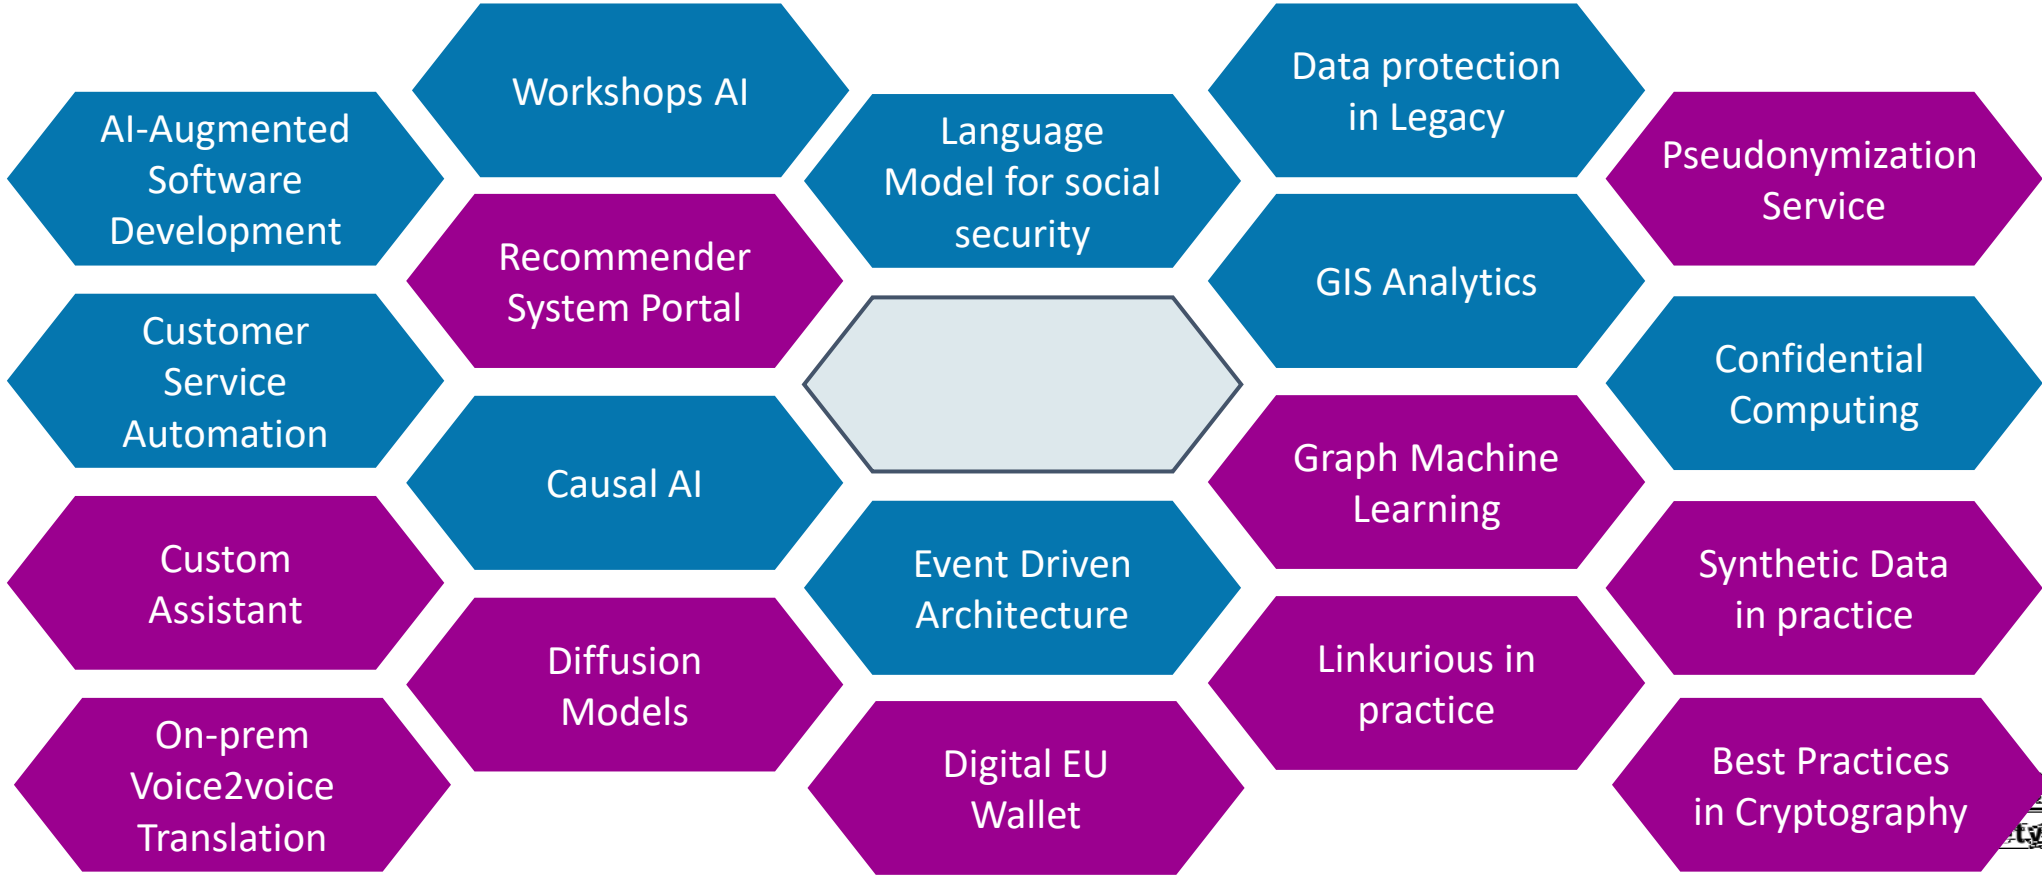 Workshops AI
Data protection
in Legacy
AI-Augmented
Software
Development
Language
Model for social
security
Pseudonymization
Service
Recommender
System Portal
GIS Analytics
Customer
Service
Automation
Confidential
Computing
Causal AI
Graph Machine
Learning
Custom
Assistant
Event Driven
Architecture
Synthetic Data
in practice
Diffusion
Models
Linkurious in
practice
On-prem
Voice2voice
Translation
Digital EU
Wallet
Best Practices
in Cryptography